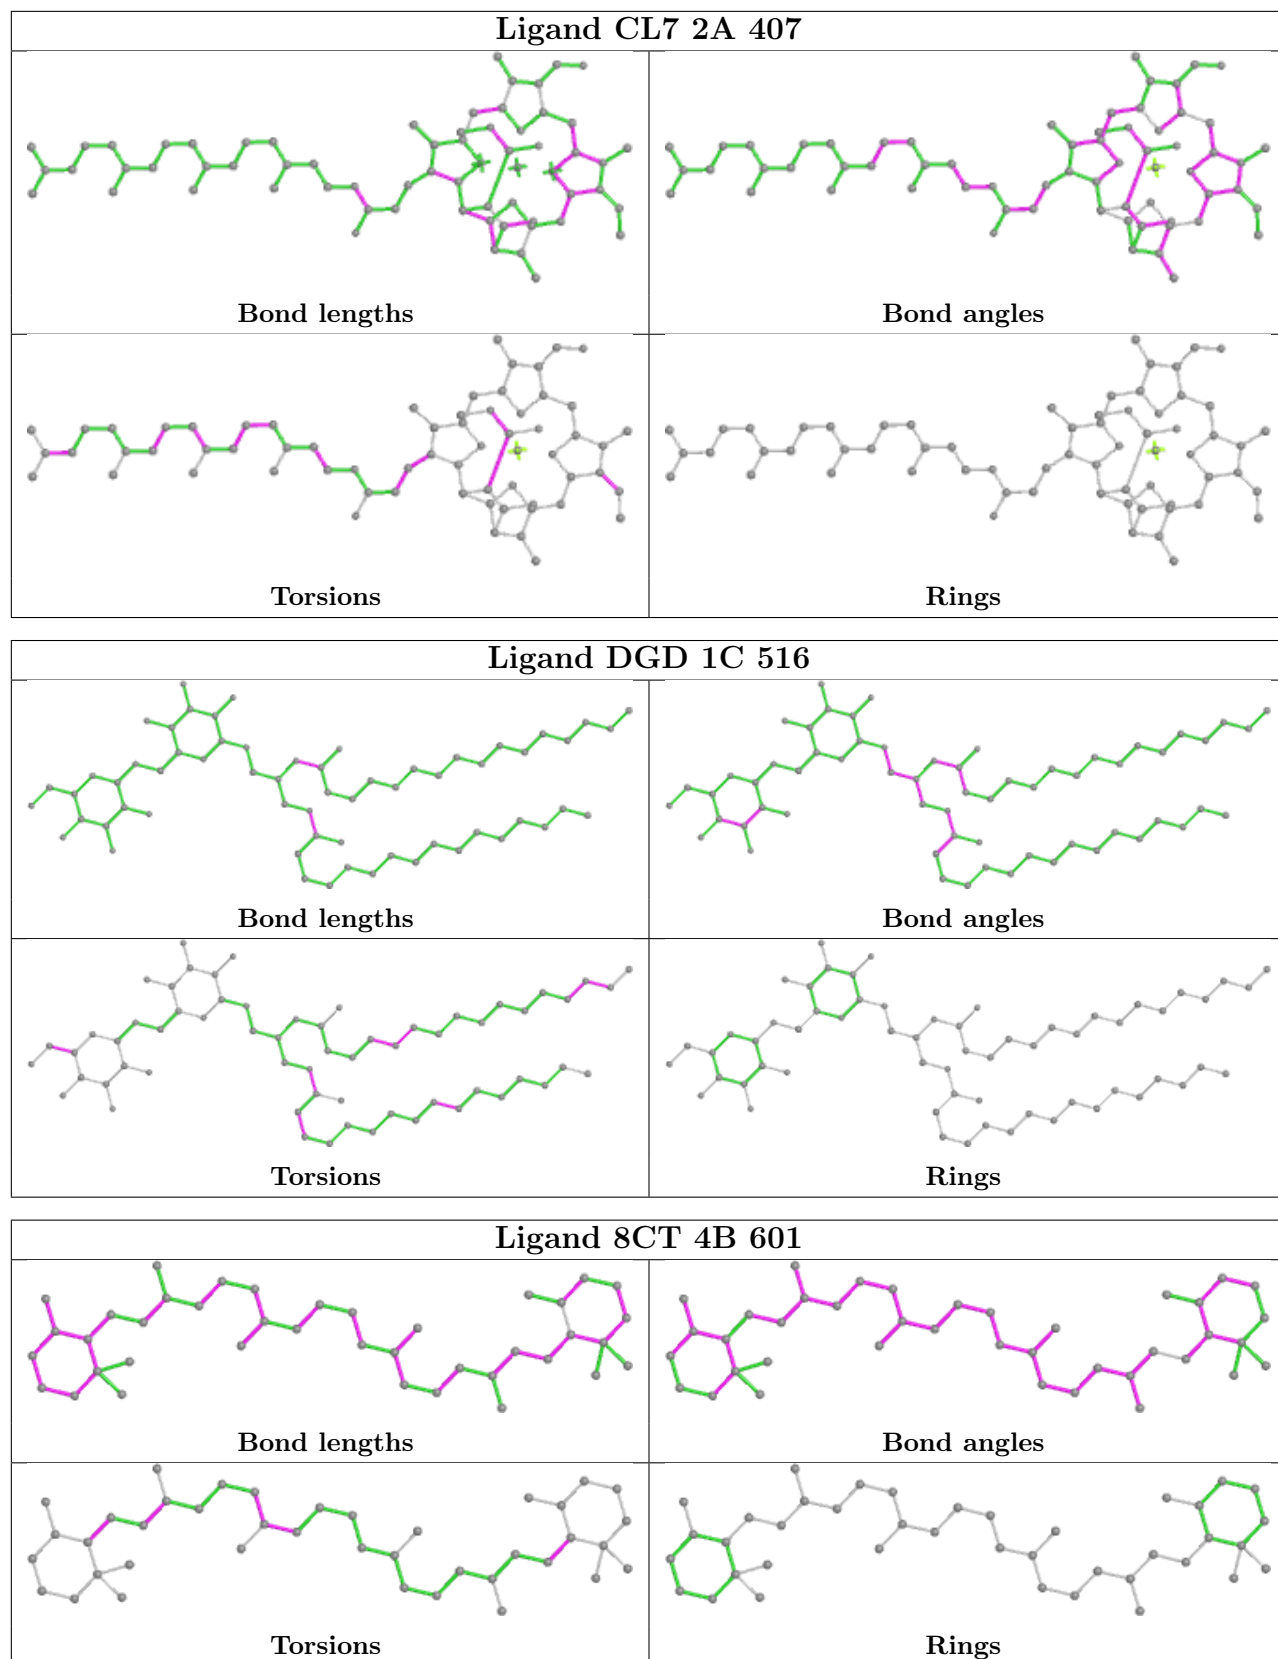 Ligand CL7 2A 407
Bond lengths
Bond angles
Torsions
Rings
Ligand DGD 1C 516
Bond lengths
Bond angles
Torsions
Rings
Ligand 8CT 4B 601
Bond lengths
Bond angles
Torsions
Rings